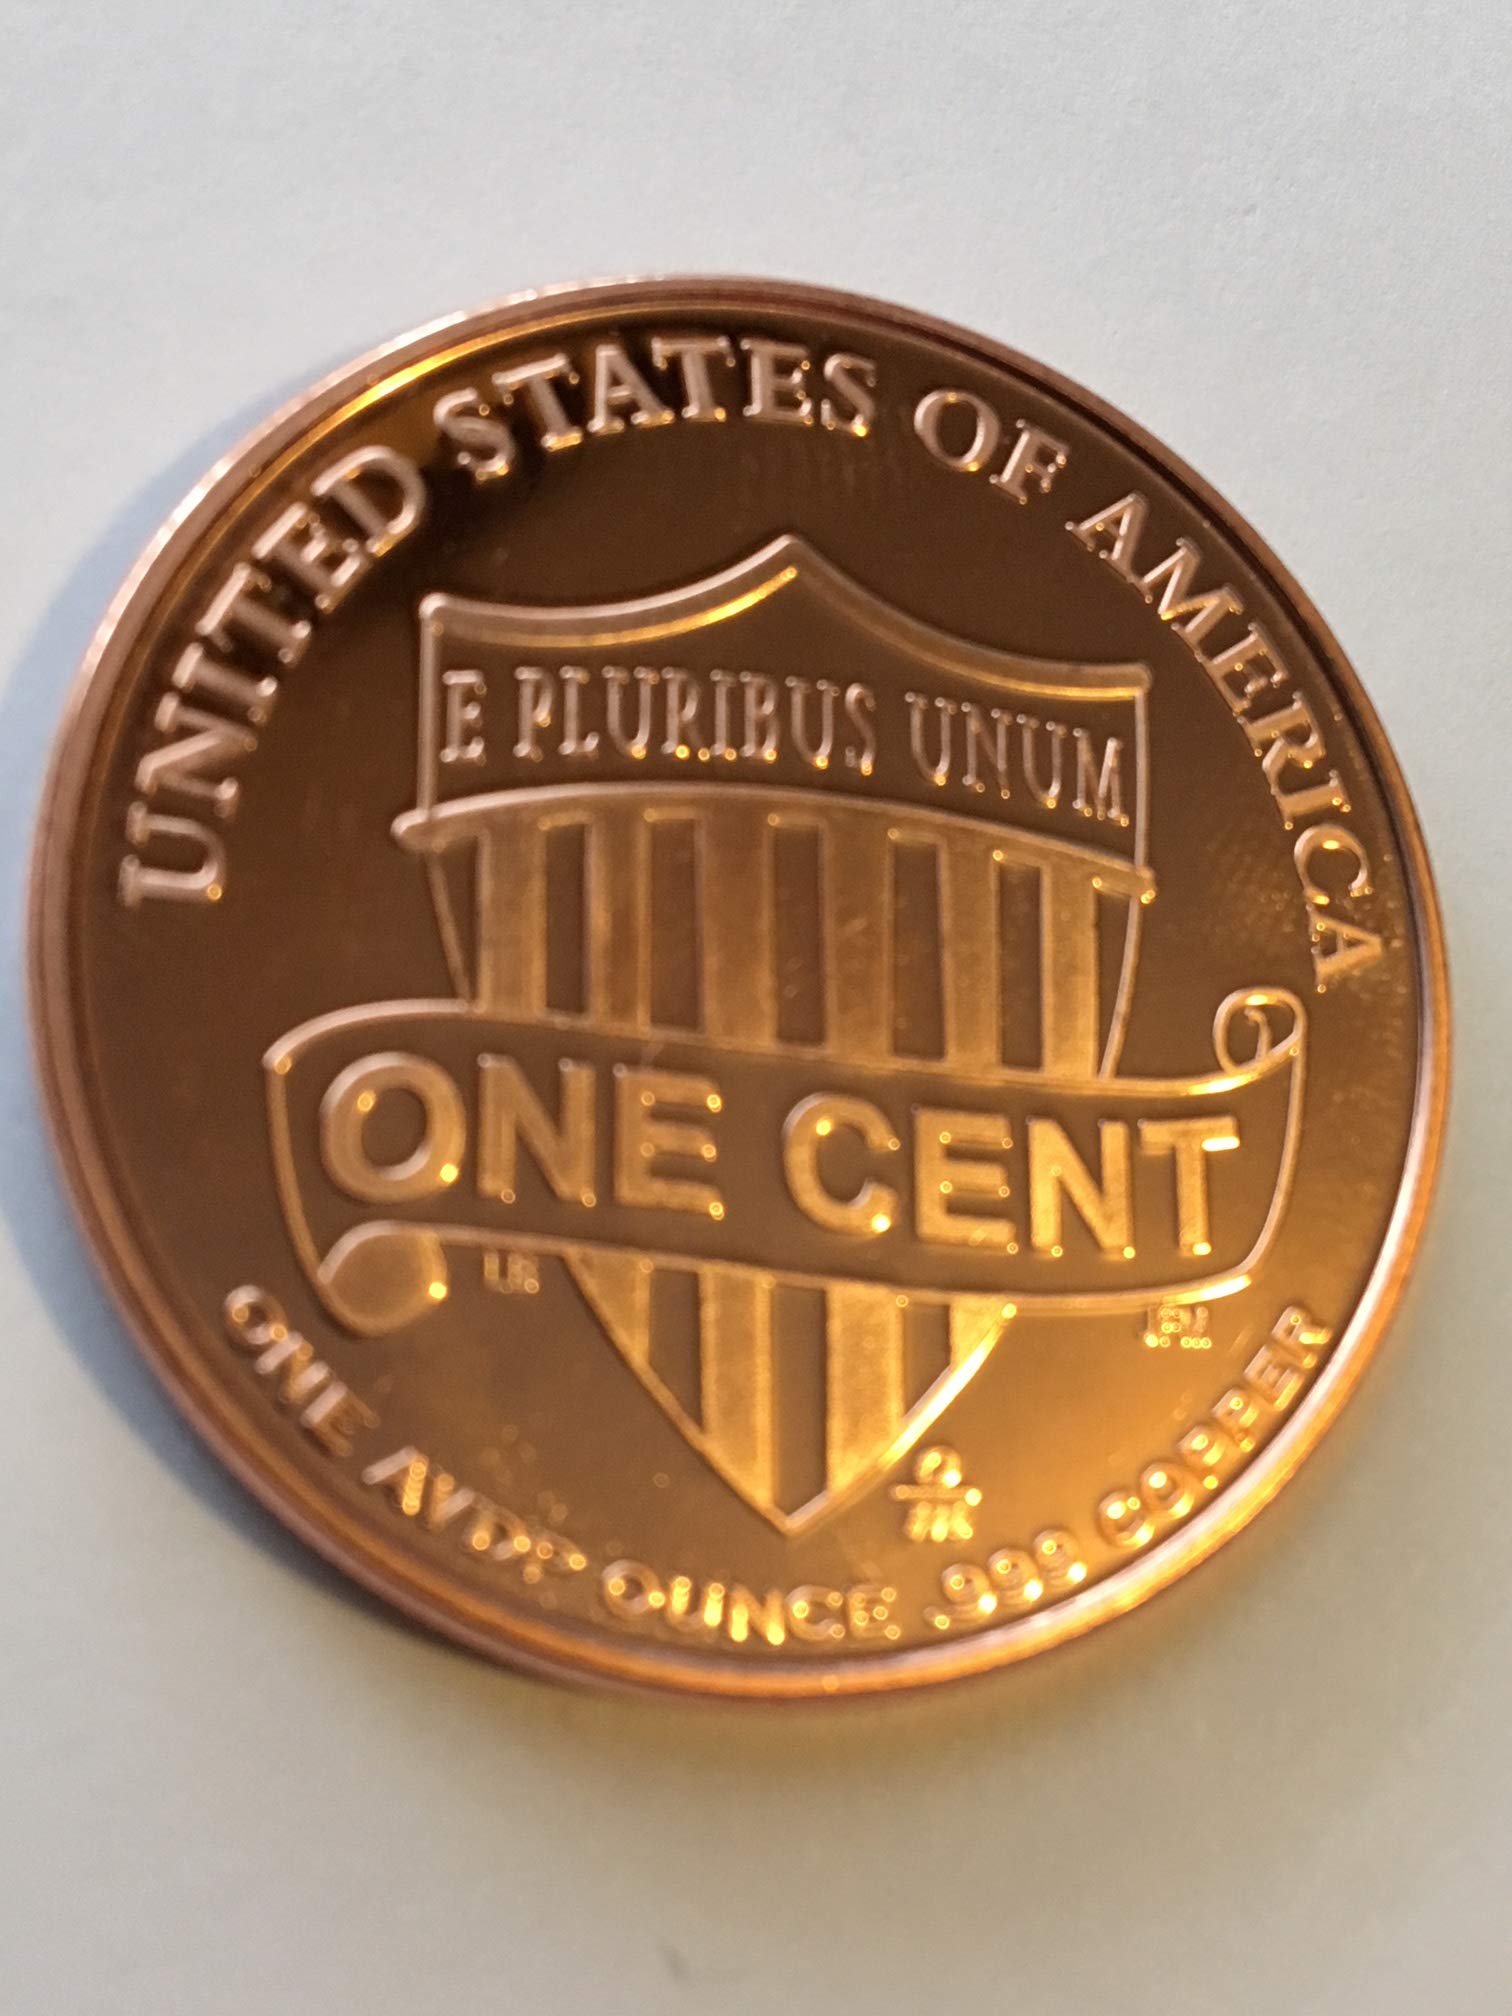 UNITED STATES OF AMERICA
E PLURIBUS UNUM
ONE CENT
ONE AVDP OUNCE .999 COPPER